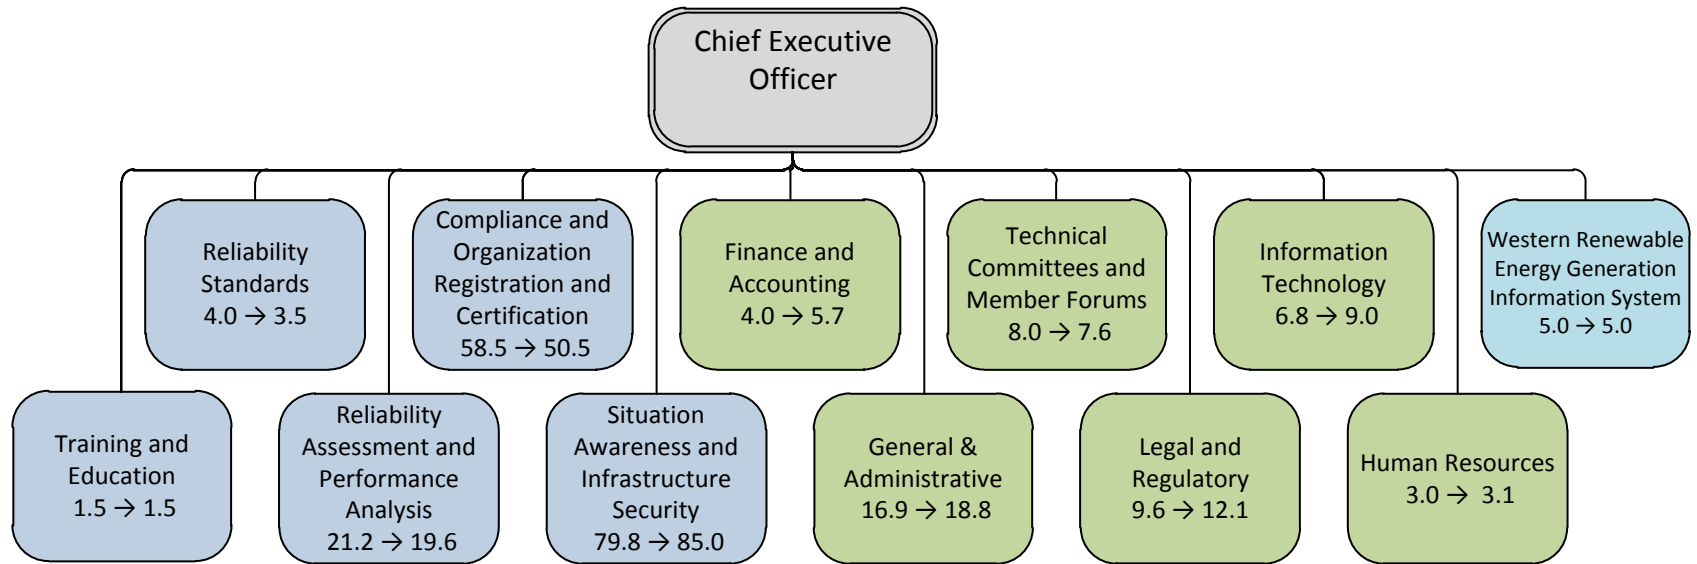 Chief Executive
Officer
Reliability
Standards
4.0 → 3.5
Compliance and
Organization
Registration and
Certification
58.5 → 50.5
Finance and
Accounting
4.0 → 5.7
Technical
Committees and
Member Forums
8.0 → 7.6
Information
Technology
6.8 → 9.0
Western Renewable
Energy Generation
Information System
5.0 → 5.0
Training and
Education
1.5 → 1.5
Reliability
Assessment and
Performance
Analysis
21.2 → 19.6
Situation
Awareness and
Infrastructure
Security
79.8 → 85.0
General &
Administrative
16.9 → 18.8
Legal and
Regulatory
9.6 → 12.1
Human Resources
3.0 → 3.1